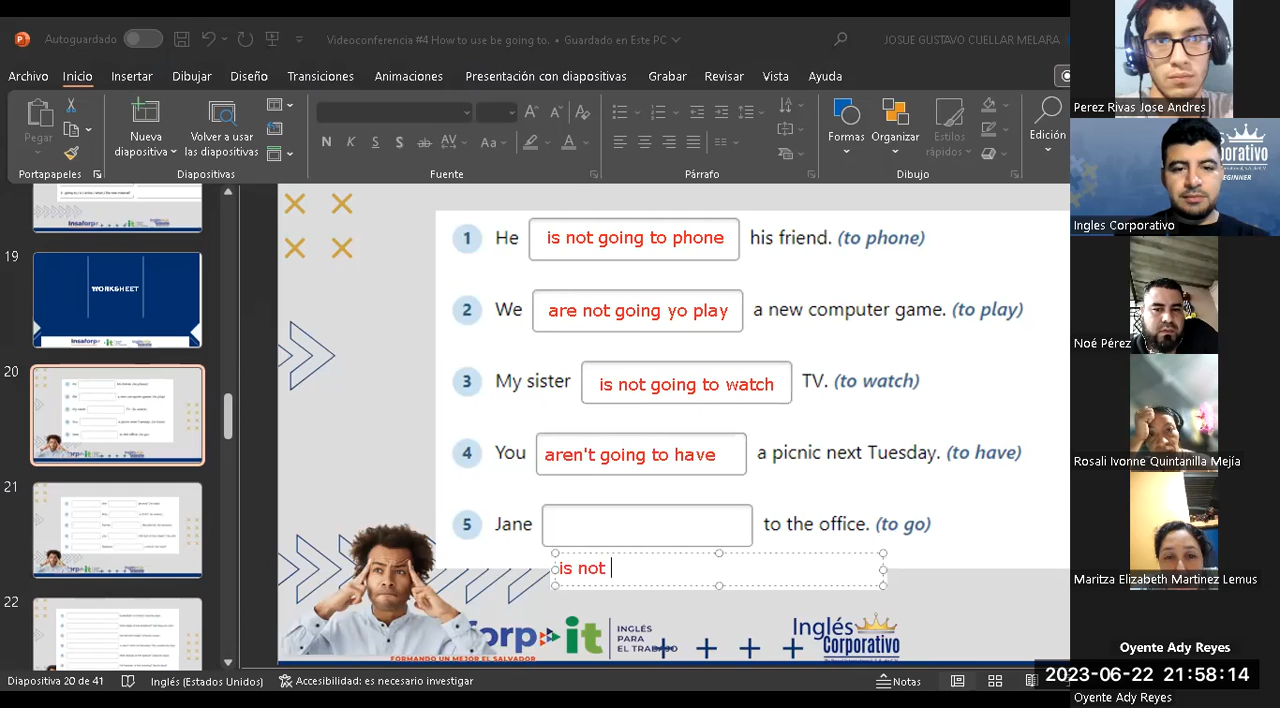 Autoguardado
Videoconferencia #4 How to use be going to. • Guardado en Este PC
JOSUE GUSTAVO CUELLAR MELARA
Archivo Inicio Insertar Dibujar Diseño Transiciones Animaciones Presentación con diapositivas Grabar Revisar Vista Ayuda
Pegar
Nueva diapositiva
Volver a usar las diapositivas
N K S S ab AV Aa A
Formas Organizar Estilos rápidos Edición
Portapapeles Diapositivas Fuente Párrafo Dibujo
19
WORKSHEET
20
21
22
1 He is not going to phone his friend. (to phone)
2 We are not going yo play a new computer game. (to play)
3 My sister is not going to watch TV. (to watch)
4 You aren't going to have a picnic next Tuesday. (to have)
5 Jane to the office. (to go)
is not
INGLÉS
PARA
EL TRABAJO
FORMANDO UN MEJOR EL SALVADOR
Inglés
Corporativo
Diapositiva 20 de 41
Inglés (Estados Unidos)
Accesibilidad: es necesario investigar
Notas
Perez Rivas Jose Andres
Ingles Corporativo
Noé Pérez
Rosali Ivonne Quintanilla Mejía
Maritza Elizabeth Martinez Lemus
Oyente Ady Reyes
2023-06-22 21:58:14
Oyente Ady Reyes